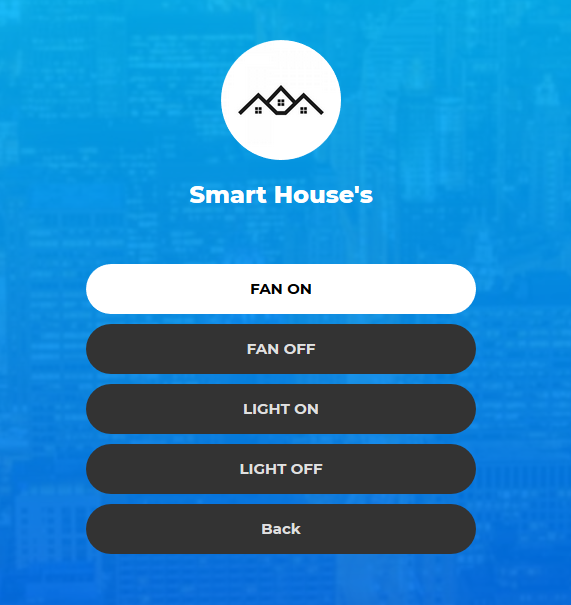 Smart House's
FAN ON
FAN OFF
LIGHT ON
LIGHT OFF
Back